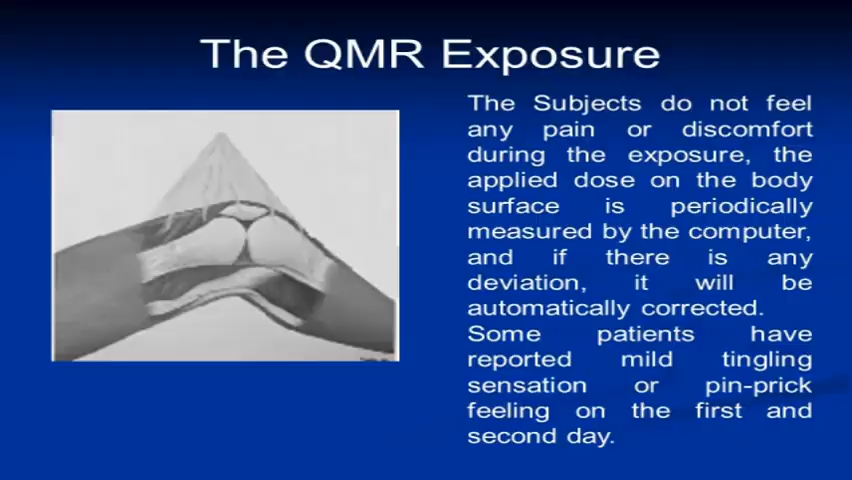 The QMR Exposure
The Subjects do not feel
any pain or discomfort
during the exposure, the
applied dose on the body
surface is periodically
measured by the computer,
and if there is any
deviation, it will be
automatically corrected.
Some patients have
reported mild tingling
sensation or pin-prick
feeling on the first and
second day.